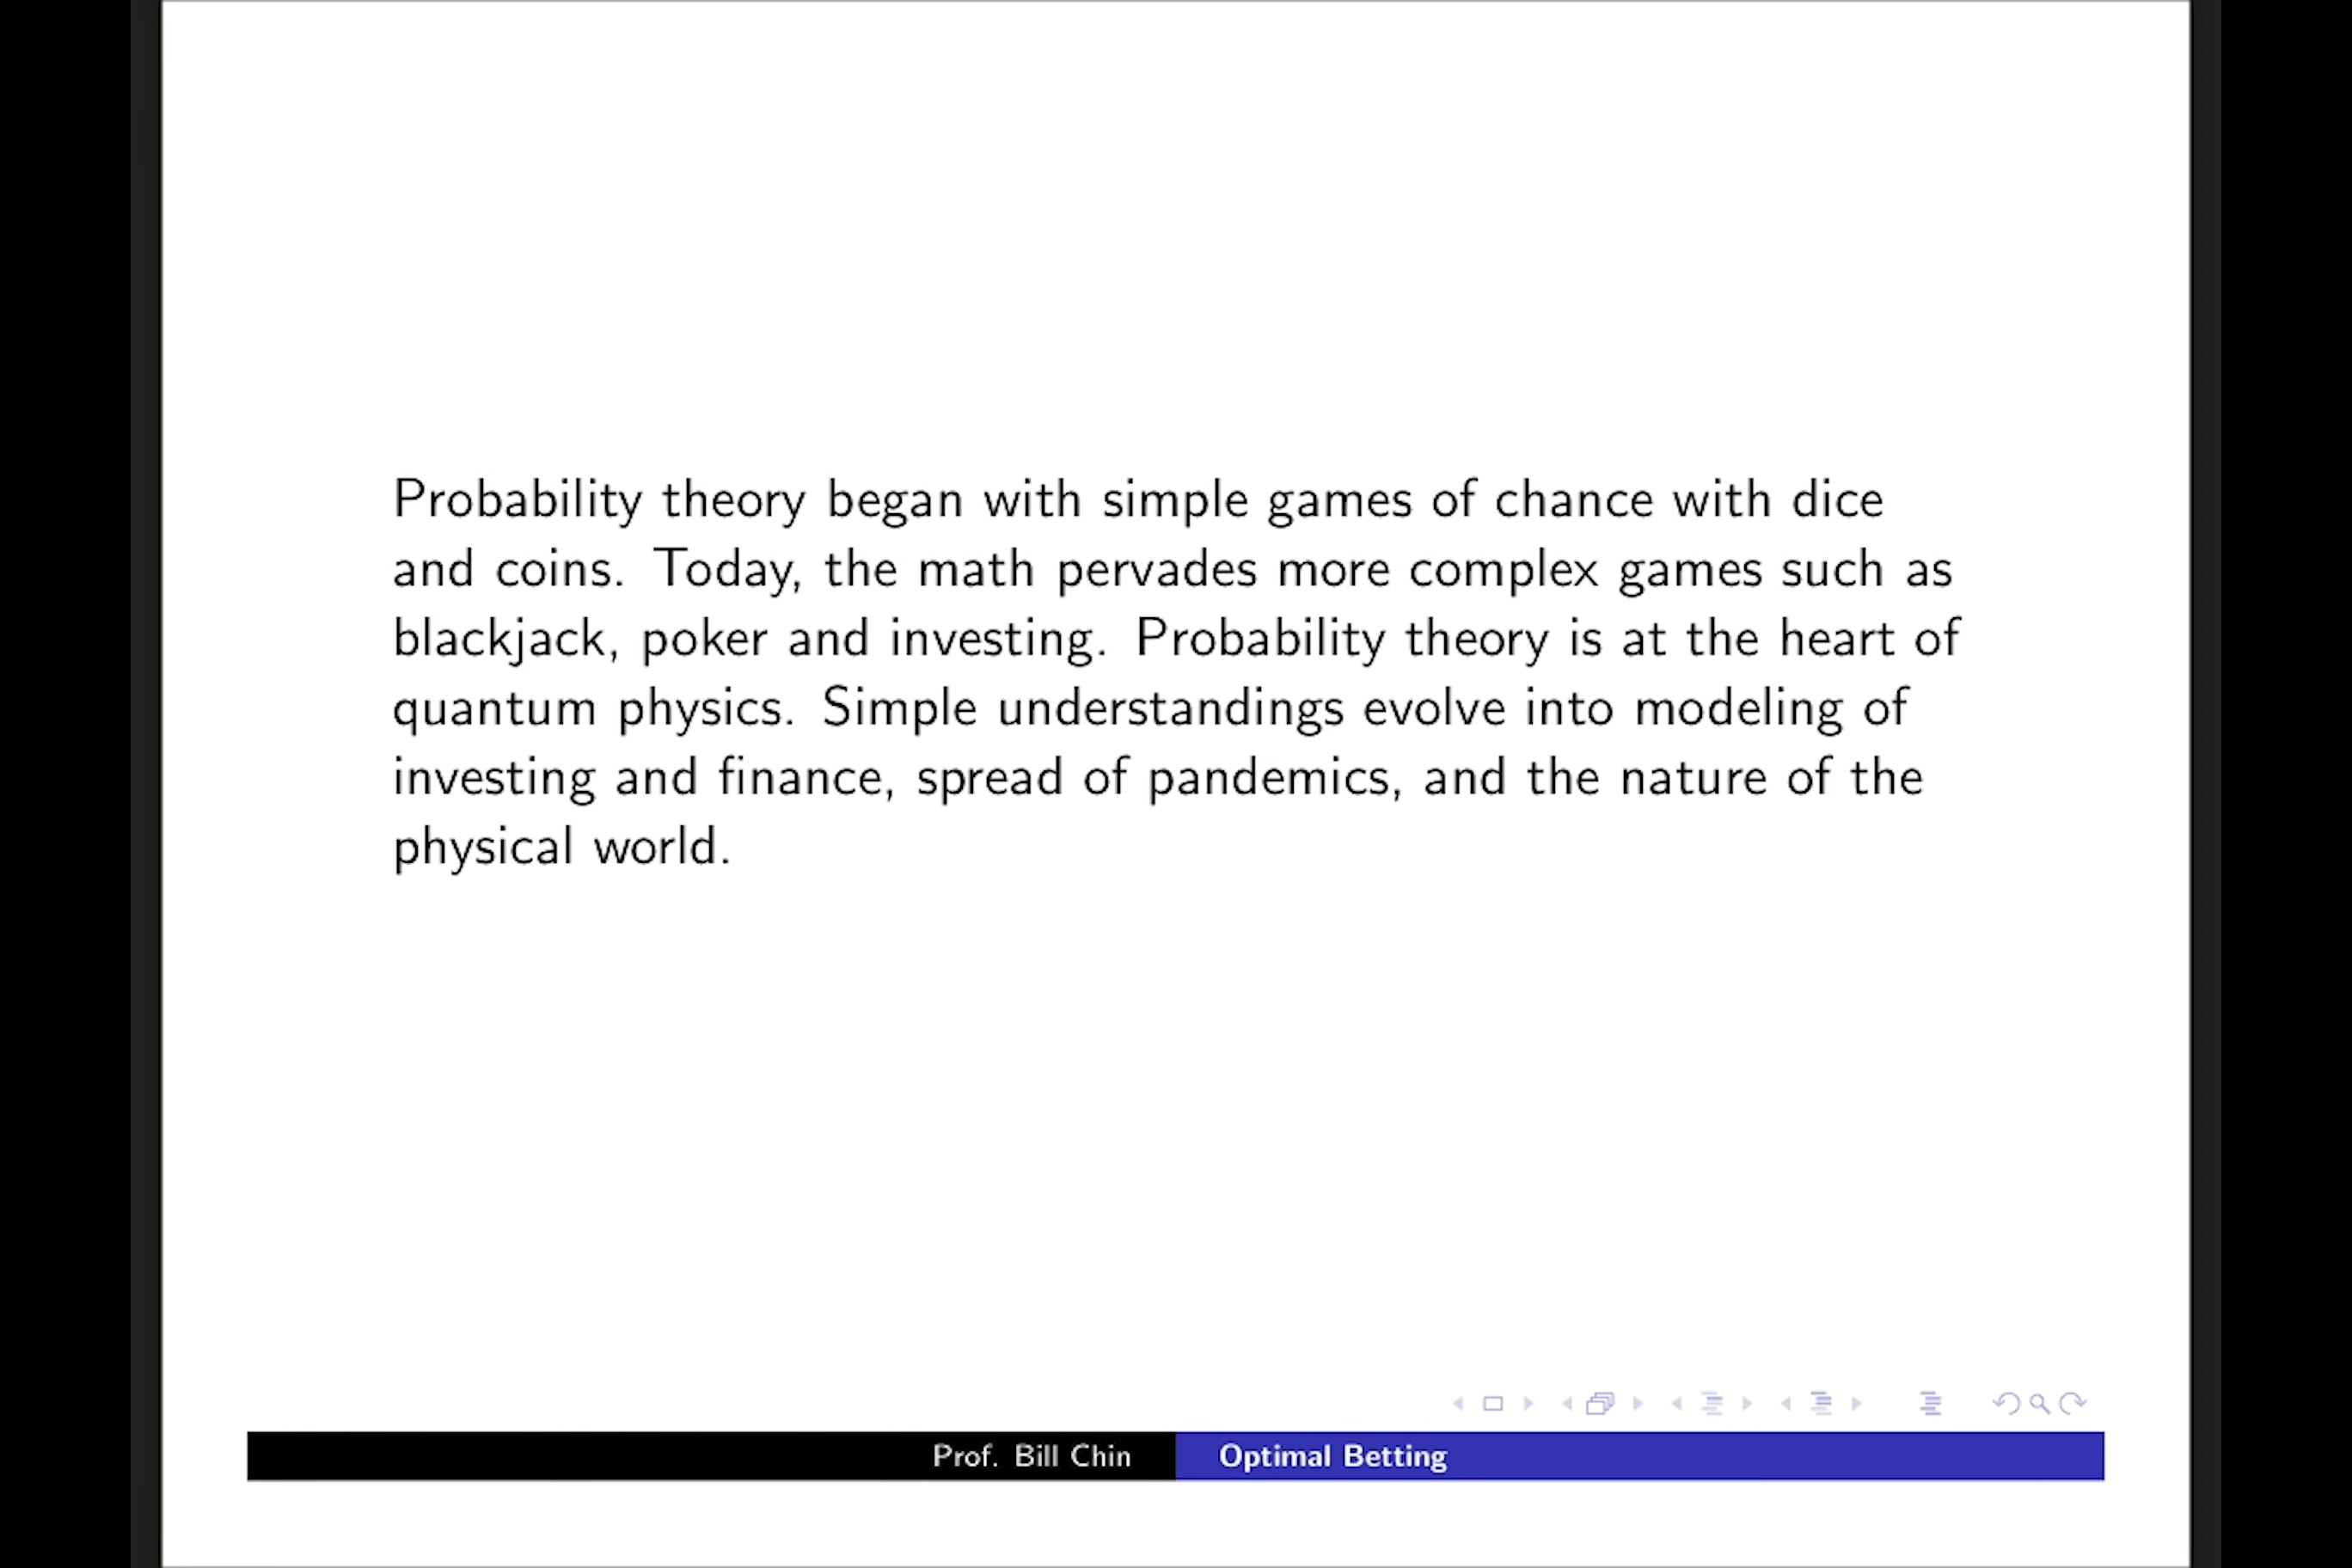 Probability theory began with simple games of chance with dice
and coins. Today, the math pervades more complex games such as
blackjack, poker and investing. Probability theory is at the heart of
quantum physics. Simple understandings evolve into modeling of
investing and finance, spread of pandemics, and the nature of the
physical world.
Prof. Bill Chin
Optimal Betting